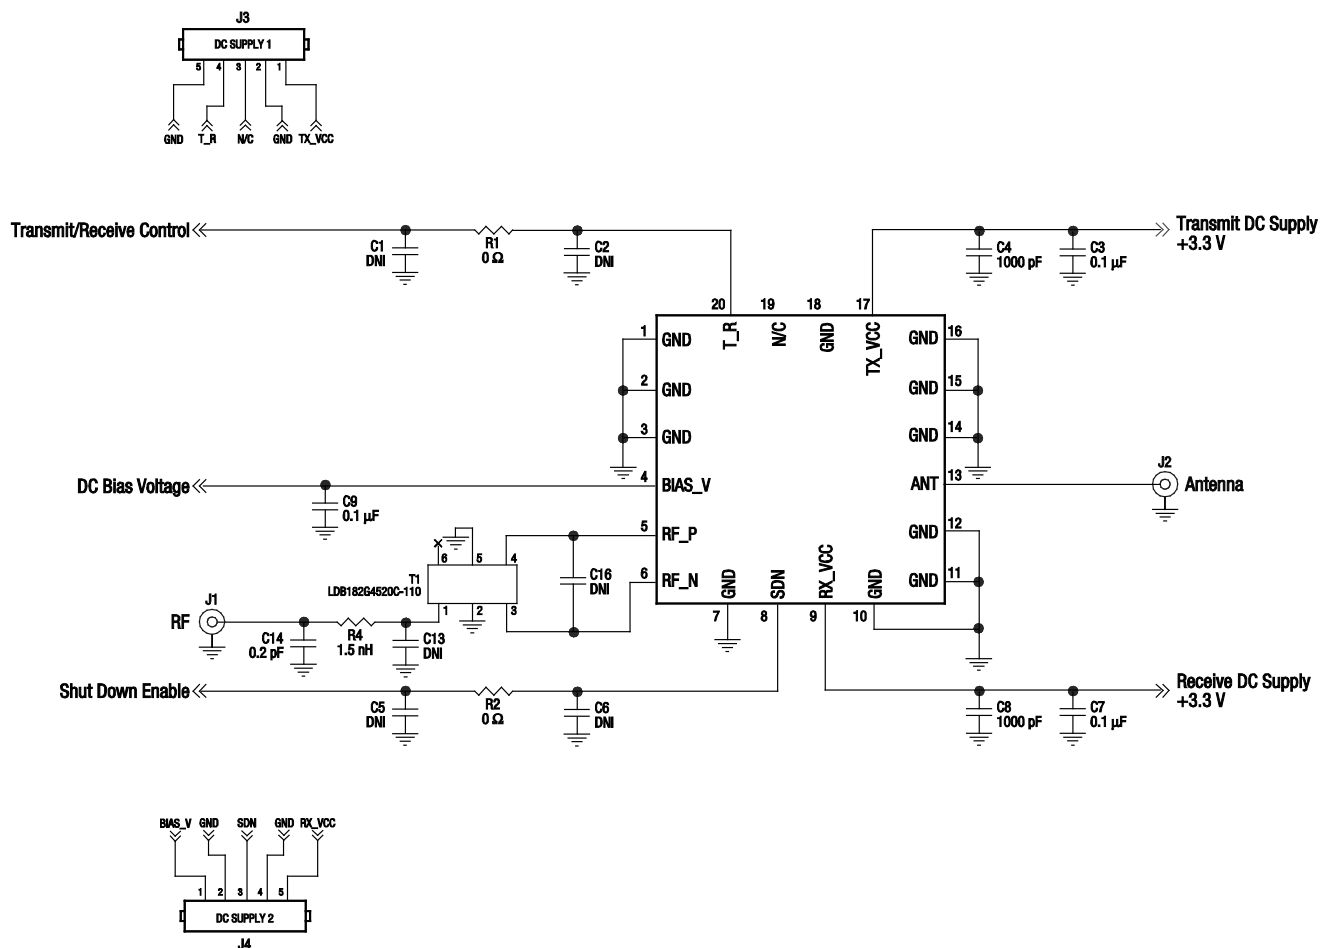 J3
DC SUPPLY 1
5 4 3 2 1
GND T_R N/C GND TX_VCC
Transmit/Receive Control
C1
DNI
R1
0 Ω
C2
DNI
C4
1000 pF
C3
0.1 µF
Transmit DC Supply
+3.3 V
20 19 18 17
T_R N/C GND TX_VCC
1 GND
2 GND
3 GND
4 BIAS_V
5 RF_P
6 RF_N
GND 16
GND 15
GND 14
ANT 13
GND 12
GND 11
GND SDN RX_VCC GND
7 8 9 10
DC Bias Voltage
C9
0.1 µF
J2
Antenna
6 5 4
T1
LDB182G4520C-110
1 2 3
C16
DNI
J1
RF
C14
0.2 pF
R4
1.5 nH
C13
DNI
Shut Down Enable
C5
DNI
R2
0 Ω
C6
DNI
C8
1000 pF
C7
0.1 µF
Receive DC Supply
+3.3 V
BIAS_V GND SDN GND RX_VCC
1 2 3 4 5
DC SUPPLY 2
J4